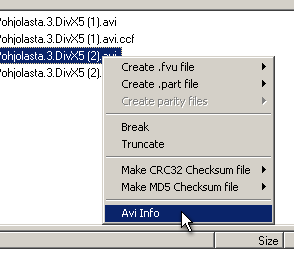 Pohjolasta.3.DivX5 (1).avi
Pohjolasta.3.DivX5 (1).avi.ccf
Pohjolasta.3.DivX5 (2).avi
Pohjolasta.3.DivX5 (2).
Create .fvu file
Create .part file
Create parity files
Break
Truncate
Make CRC32 Checksum file
Make MD5 Checksum file
Avi Info
Size